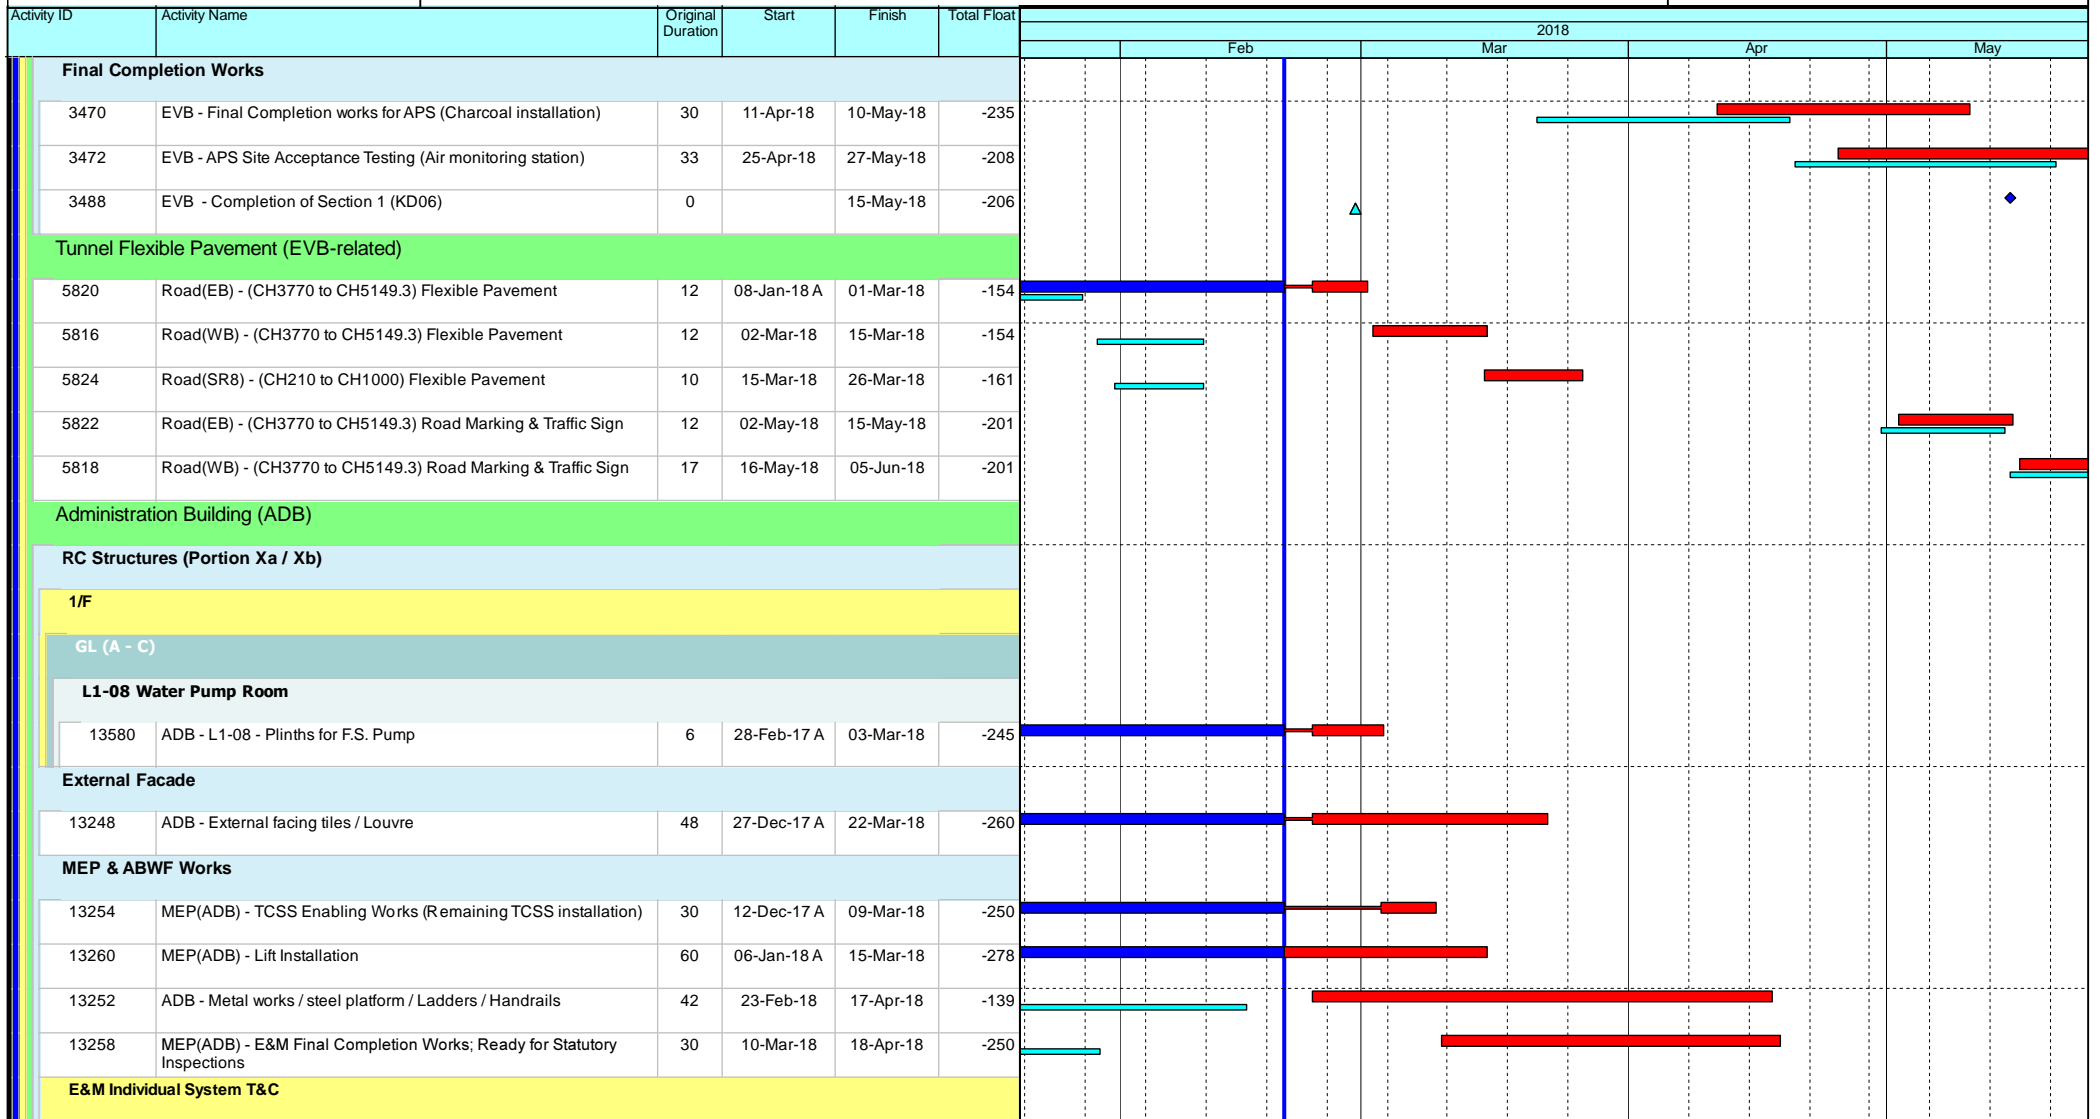 Activity ID Activity Name Original Duration Start Finish Total Float
2018
Feb Mar Apr May
Final Completion Works
3470 EVB - Final Completion works for APS (Charcoal installation) 30 11-Apr-18 10-May-18 -235
3472 EVB - APS Site Acceptance Testing (Air monitoring station) 33 25-Apr-18 27-May-18 -208
3488 EVB - Completion of Section 1 (KD06) 0 15-May-18 -206
Tunnel Flexible Pavement (EVB-related)
5820 Road(EB) - (CH3770 to CH5149.3) Flexible Pavement 12 08-Jan-18 A 01-Mar-18 -154
5816 Road(WB) - (CH3770 to CH5149.3) Flexible Pavement 12 02-Mar-18 15-Mar-18 -154
5824 Road(SR8) - (CH210 to CH1000) Flexible Pavement 10 15-Mar-18 26-Mar-18 -161
5822 Road(EB) - (CH3770 to CH5149.3) Road Marking & Traffic Sign 12 02-May-18 15-May-18 -201
5818 Road(WB) - (CH3770 to CH5149.3) Road Marking & Traffic Sign 17 16-May-18 05-Jun-18 -201
Administration Building (ADB)
RC Structures (Portion Xa / Xb)
1/F
GL (A - C)
L1-08 Water Pump Room
13580 ADB - L1-08 - Plinths for F.S. Pump 6 28-Feb-17 A 03-Mar-18 -245
External Facade
13248 ADB - External facing tiles / Louvre 48 27-Dec-17 A 22-Mar-18 -260
MEP & ABWF Works
13254 MEP(ADB) - TCSS Enabling Works (Remaining TCSS installation) 30 12-Dec-17 A 09-Mar-18 -250
13260 MEP(ADB) - Lift Installation 60 06-Jan-18 A 15-Mar-18 -278
13252 ADB - Metal works / steel platform / Ladders / Handrails 42 23-Feb-18 17-Apr-18 -139
13258 MEP(ADB) - E&M Final Completion Works; Ready for Statutory Inspections 30 10-Mar-18 18-Apr-18 -250
E&M Individual System T&C